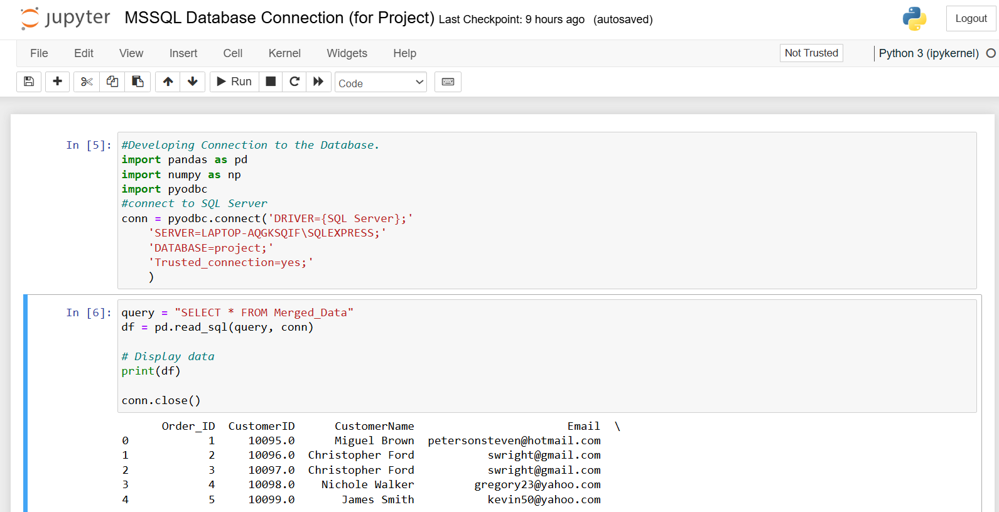 jupyter MSSQL Database Connection (for Project) Last Checkpoint: 9 hours ago (autosaved) Logout
File Edit View Insert Cell Kernel Widgets Help Not Trusted Python 3 (ipykernel)
Run Code
In [5]: #Developing Connection to the Database.
import pandas as pd
import numpy as np
import pyodbc
#connect to SQL Server
conn = pyodbc.connect('DRIVER={SQL Server};'
'SERVER=LAPTOP-AQGKSQIF\SQLEXPRESS;'
'DATABASE=project;'
'Trusted_connection=yes;'
)
In [6]: query = "SELECT * FROM Merged_Data"
df = pd.read_sql(query, conn)
# Display data
print(df)
conn.close()
Order_ID CustomerID CustomerName Email \
0 1 10095.0 Miguel Brown petersonsteven@hotmail.com
1 2 10096.0 Christopher Ford swright@gmail.com
2 3 10097.0 Christopher Ford swright@gmail.com
3 4 10098.0 Nichole Walker gregory23@yahoo.com
4 5 10099.0 James Smith kevin50@yahoo.com